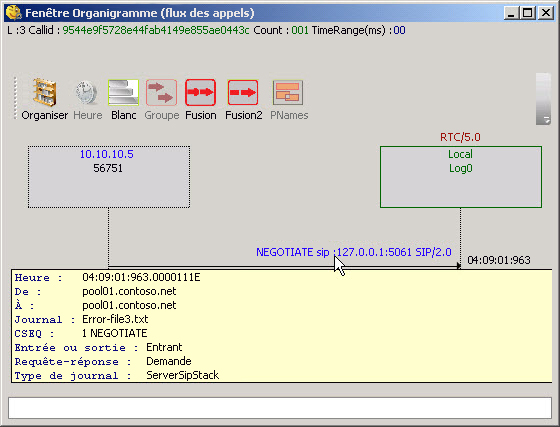 Fenêtre Organigramme (flux des appels)
L :3 Callid : 9544e9f5728e44fab4149e855ae0443c Count : 001 TimeRange(ms) :00
Organiser Heure Blanc Groupe Fusion Fusion2 PNames
RTC/5.0
10.10.10.5
56751
Local
Log0
NEGOTIATE sip :127.0.0.1:5061 SIP/2.0
04:09:01:963
Heure : 04:09:01:963.0000111E
De : pool01.contoso.net
À : pool01.contoso.net
Journal : Error-file3.txt
CSEQ : 1 NEGOTIATE
Entrée ou sortie : Entrant
Requête-réponse : Demande
Type de journal : ServerSipStack